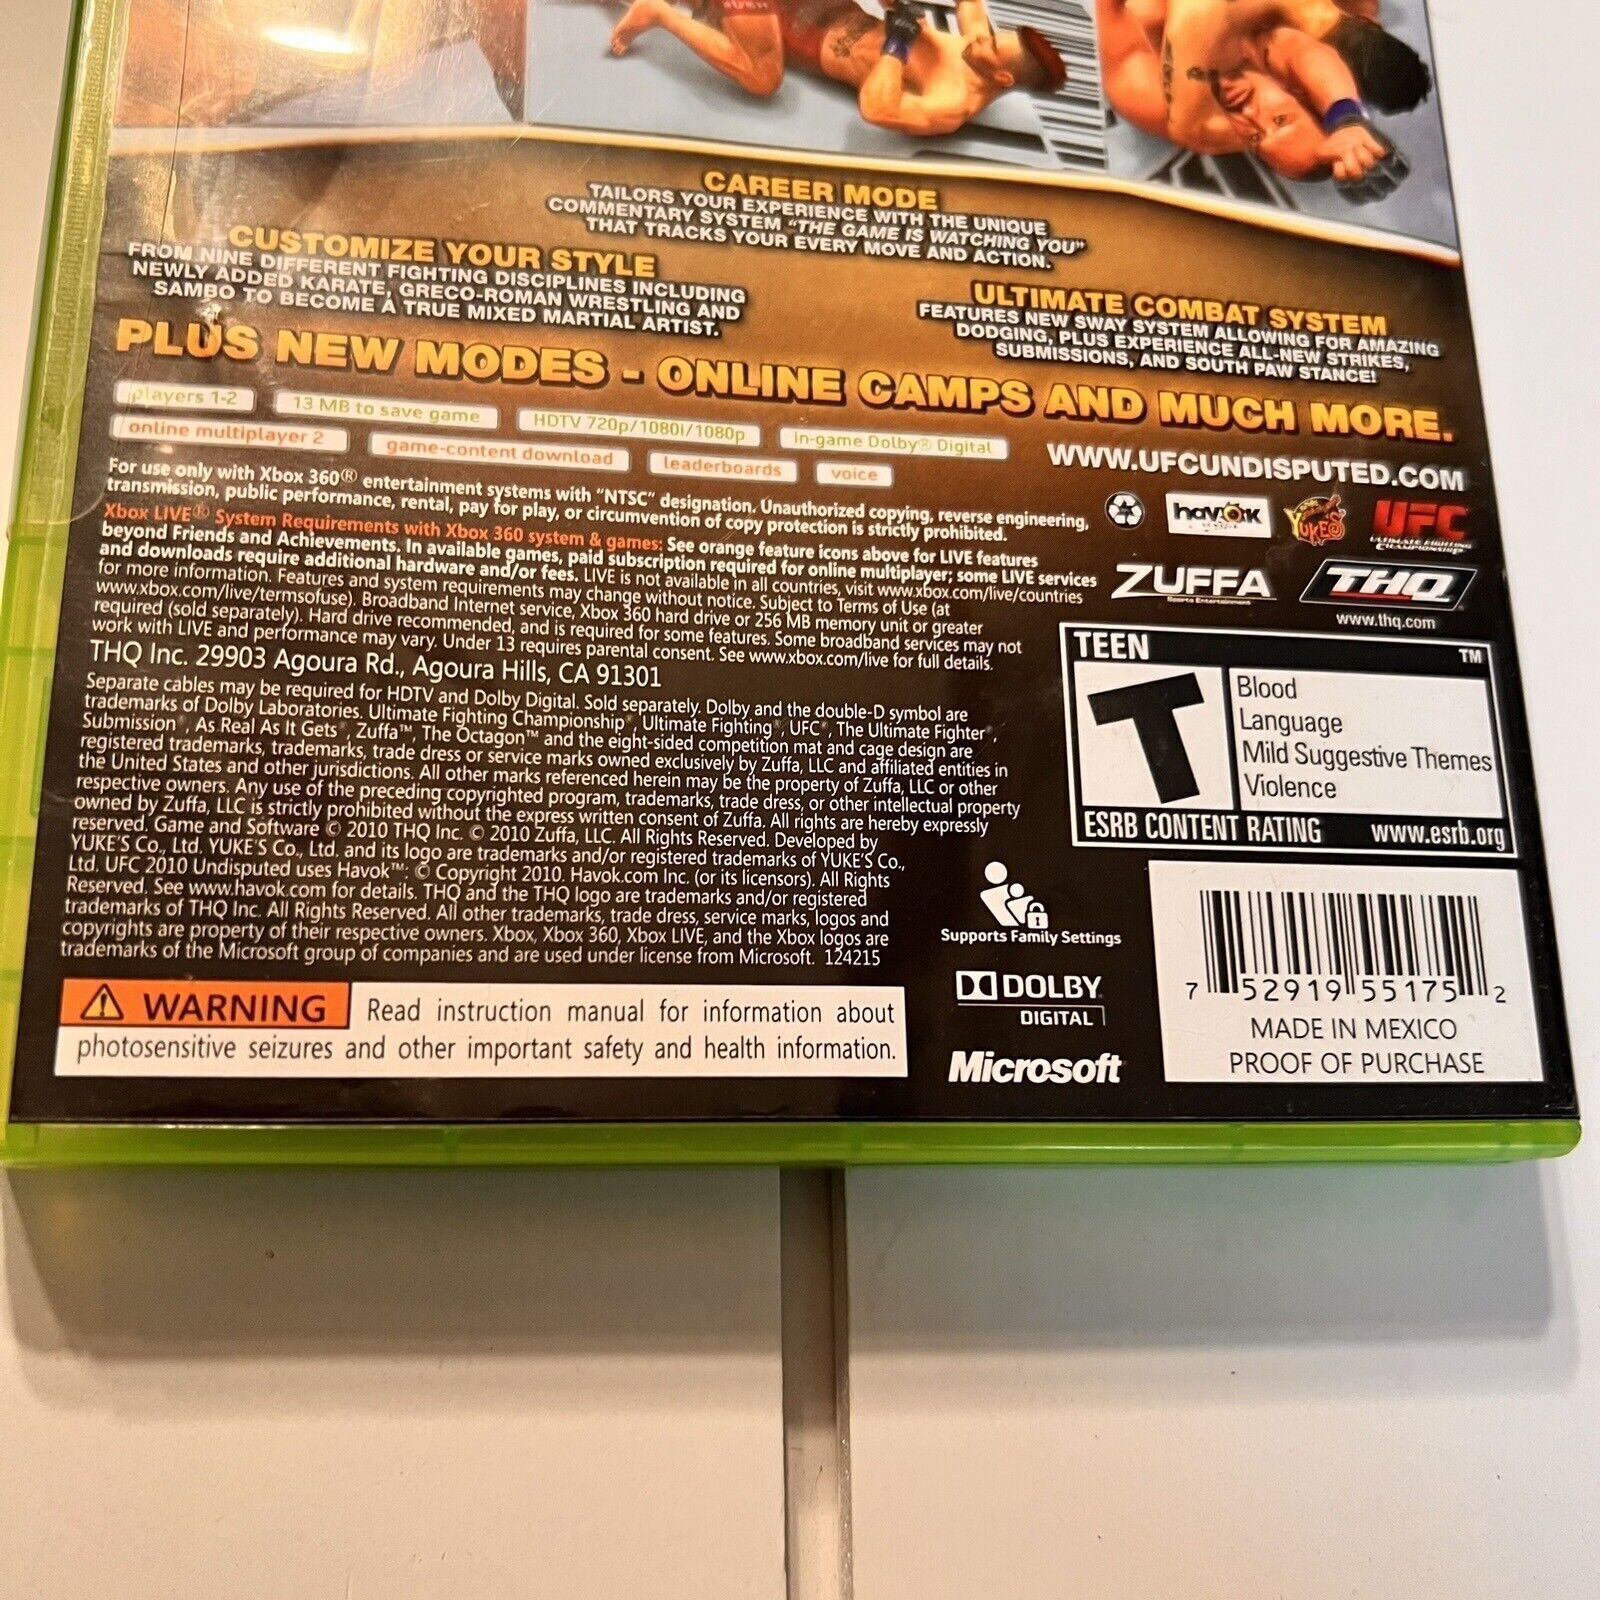 CAREER MODE
TAILORS YOUR EXPERIENCE WITH THE UNIQUE
COMMENTARY SYSTEM "THE GAME IS WATCHING YOU"
THAT TRACKS YOUR EVERY MOVE AND ACTION.
CUSTOMIZE YOUR STYLE
FROM NINE DIFFERENT FIGHTING DISCIPLINES INCLUDING
NEWLY ADDED KARATE, GRECO-ROMAN WRESTLING AND
SAMBO TO BECOME A TRUE MIXED MARTIAL ARTIST.
ULTIMATE COMBAT SYSTEM
FEATURES NEW SWAY SYSTEM ALLOWING FOR AMAZING
DODGING, PLUS EXPERIENCE ALL-NEW STRIKES,
SUBMISSIONS, AND SOUTH PAW STANCE!
PLUS NEW MODES - ONLINE CAMPS AND MUCH MORE.
players 1-2
13 MB to save game
HDTV 720p/1080i/1080p
in-game Dolby® Digital
online multiplayer 2
game-content download
leaderboards
voice
WWW.UFCUNDISPUTED.COM
For use only with Xbox 360® entertainment systems with "NTSC" designation. Unauthorized copying, reverse engineering,
transmission, public performance, rental, pay for play, or circumvention of copy protection is strictly prohibited.
Xbox LIVE® System Requirements with Xbox 360 system & games: See orange feature icons above for LIVE features
beyond Friends and Achievements. In available games, paid subscription required for online multiplayer; some LIVE services
and downloads require additional hardware and/or fees. LIVE is not available in all countries, visit www.xbox.com/live/countries
for more information. Features and system requirements may change without notice. Subject to Terms of Use (at
www.xbox.com/live/termsofuse). Broadband Internet service, Xbox 360 hard drive or 256 MB memory unit or greater
required (sold separately). Hard drive recommended, and is required for some features. Some broadband services may not
work with LIVE and performance may vary. Under 13 requires parental consent. See www.xbox.com/live for full details.
havok
YUKE'S
UFC
ULTIMATE FIGHTING
CHAMPIONSHIP
ZUFFA
Sports Entertainment
THQ
www.thq.com
THQ Inc. 29903 Agoura Rd., Agoura Hills, CA 91301
Separate cables may be required for HDTV and Dolby Digital. Sold separately. Dolby and the double-D symbol are
trademarks of Dolby Laboratories. Ultimate Fighting Championship®, Ultimate Fighting®, UFC®, The Ultimate Fighter®,
Submission®, As Real As It Gets®, Zuffa™, The Octagon™ and the eight-sided competition mat and cage design are
registered trademarks, trademarks, trade dress or service marks owned exclusively by Zuffa, LLC and affiliated entities in
the United States and other jurisdictions. All other marks referenced herein may be the property of Zuffa, LLC or other
respective owners. Any use of the preceding copyrighted program, trademarks, trade dress, or other intellectual property
owned by Zuffa, LLC is strictly prohibited without the express written consent of Zuffa. All rights are hereby expressly
reserved. Game and Software © 2010 THQ Inc. © 2010 Zuffa, LLC. All Rights Reserved. Developed by
YUKE'S Co., Ltd. YUKE'S Co., Ltd. and its logo are trademarks and/or registered trademarks of YUKE'S Co.,
Ltd. UFC 2010 Undisputed uses Havok™: © Copyright 2010. Havok.com Inc. (or its licensors). All Rights
Reserved. See www.havok.com for details. THQ and the THQ logo are trademarks and/or registered
trademarks of THQ Inc. All Rights Reserved. All other trademarks, trade dress, service marks, logos and
copyrights are property of their respective owners. Xbox, Xbox 360, Xbox LIVE, and the Xbox logos are
trademarks of the Microsoft group of companies and are used under license from Microsoft. 124215
TEEN ™
T
Blood
Language
Mild Suggestive Themes
Violence
ESRB CONTENT RATING www.esrb.org
Supports Family Settings
DOLBY
DIGITAL
Microsoft
7 52919 55175 2
MADE IN MEXICO
PROOF OF PURCHASE
WARNING Read instruction manual for information about
photosensitive seizures and other important safety and health information.